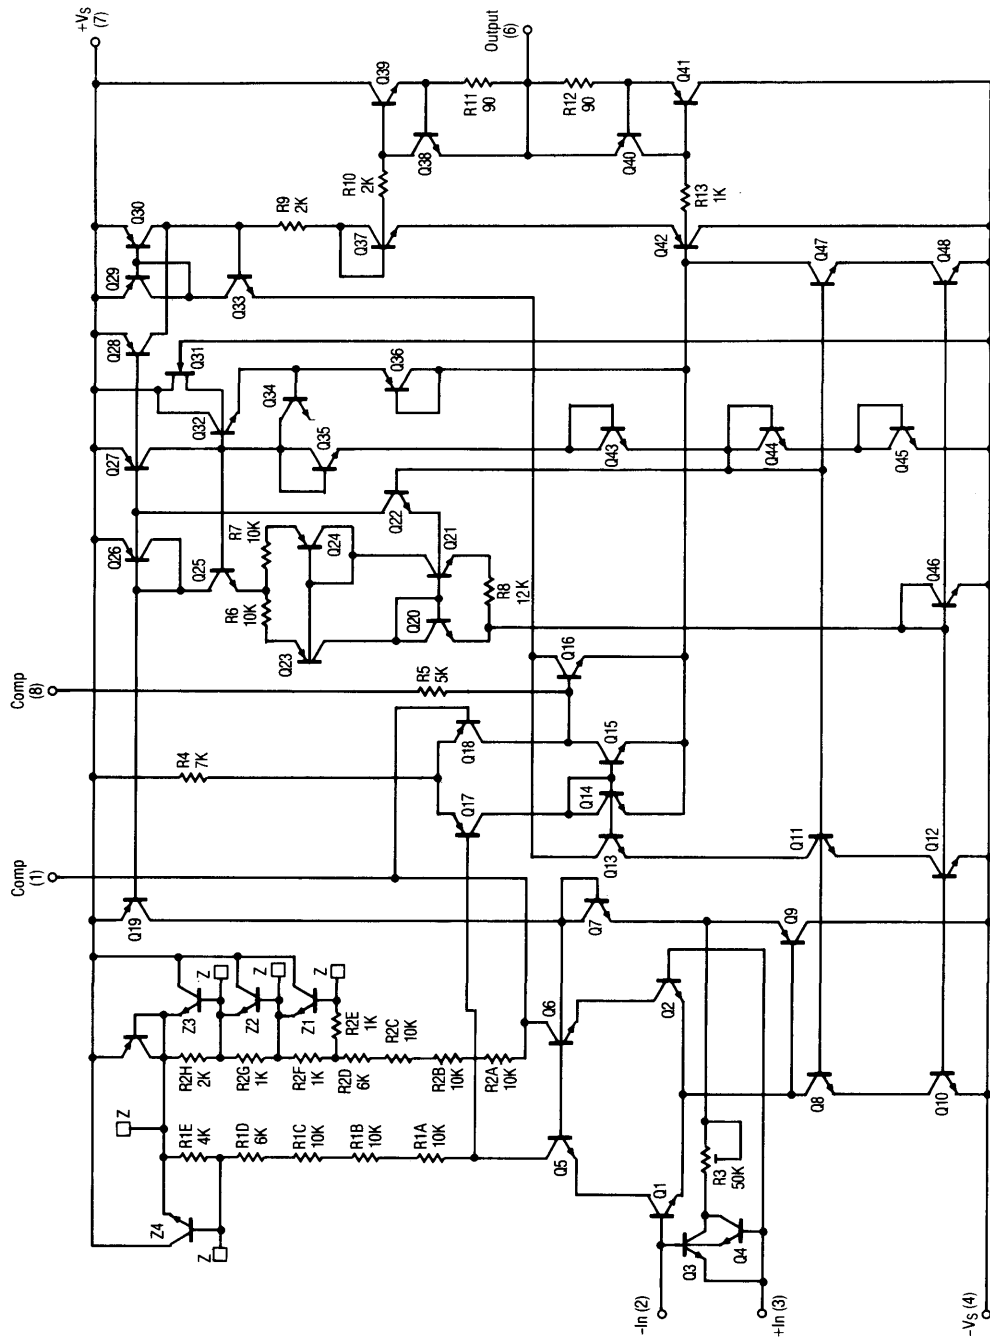 +Vs
(7)
Output
(6)
Q39
Q41
R11
90
R12
90
Q38
Q40
R10
2K
R13
1K
Q30
R9
2K
Q37
Q42
Q29
Q33
Q47
Q48
Q28
Q31
Q36
Q32
Q34
Q35
Q27
Q43
Q44
Q45
Q22
Q26
Q25
R7
10K
R6
10K
Q24
Q23
Q21
Q20
R8
12K
Q46
Comp
(8)
R5
5K
Q16
R4
7K
Q18
Q17
Q15
Q14
Q13
Q11
Q12
Comp
(1)
Q19
Q7
Q9
Z3
Z
Z2
Z
Z1
Z
R2E
1K
R2H
2K
R2G
1K
R2F
1K
R2D
6K
R2C
10K
R2B
10K
R2A
10K
Q6
Q2
Q8
Q10
Z
R1E
4K
R1D
6K
R1C
10K
R1B
10K
R1A
10K
Q5
R3
50K
Q1
Z4
Z
Q3
Q4
–In (2)
+In (3)
–Vs (4)